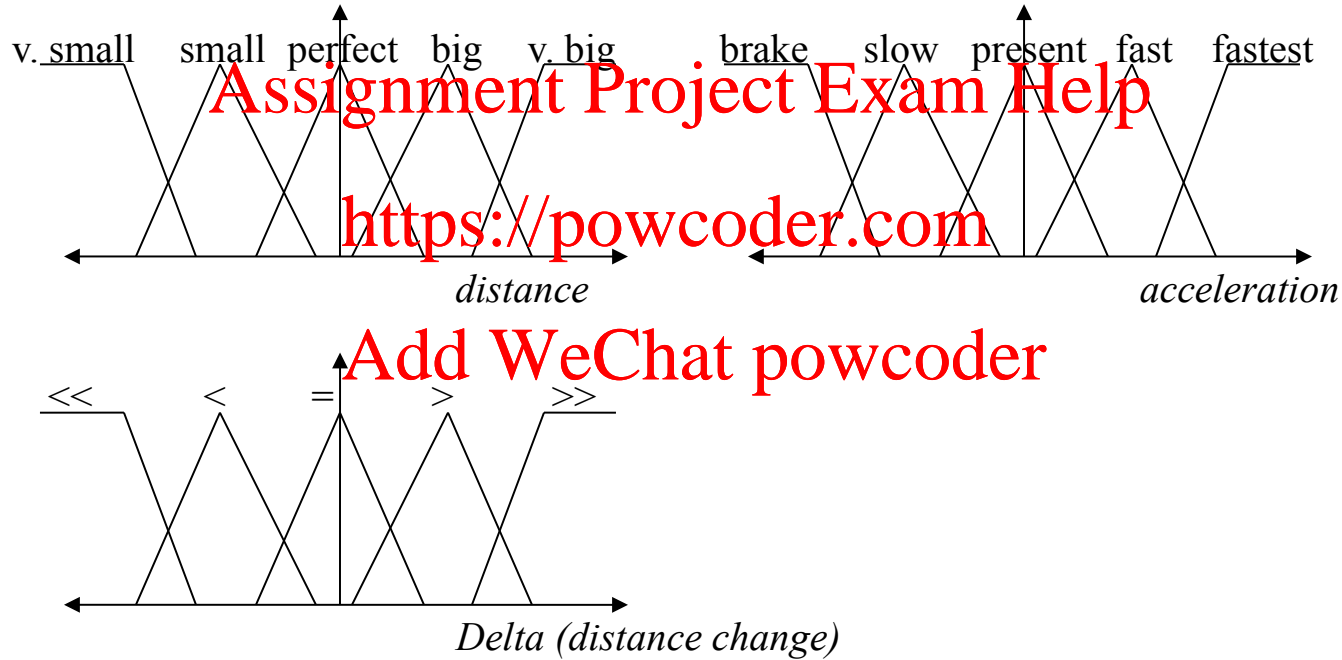 v. small small perfect big v. big
brake slow present fast fastest
Assignment Project Exam Help
https://powcoder.com
distance
acceleration
Add WeChat powcoder
<< < = > >>
Delta (distance change)